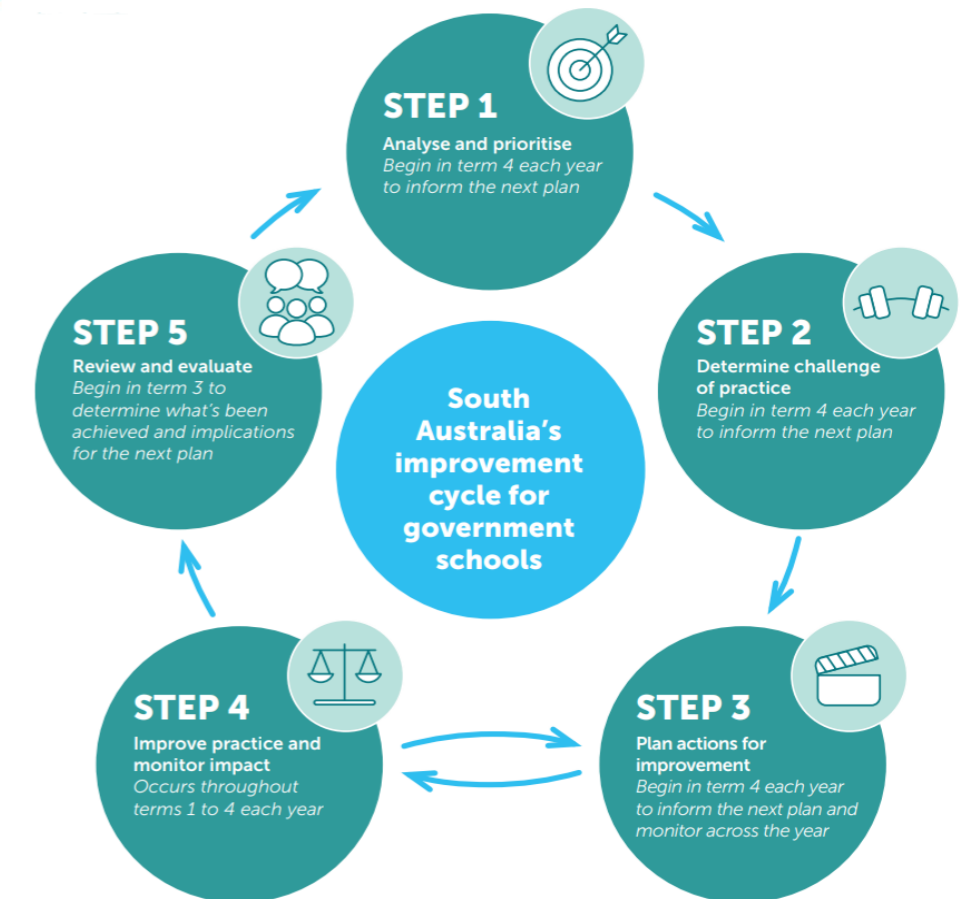 STEP 1
Analyse and prioritise
Begin in term 4 each year
to inform the next plan
STEP 2
Determine challenge
of practice
Begin in term 4 each year
to inform the next plan
STEP 3
Plan actions for
improvement
Begin in term 4 each year
to inform the next plan and
monitor across the year
STEP 4
Improve practice and
monitor impact
Occurs throughout
terms 1 to 4 each year
STEP 5
Review and evaluate
Begin in term 3 to
determine what’s been
achieved and implications
for the next plan
South
Australia’s
improvement
cycle for
government
schools